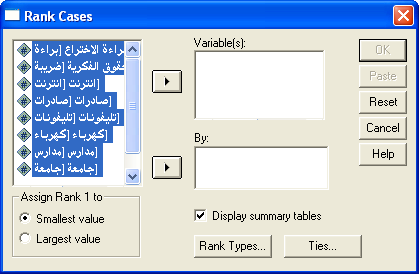 Rank Cases
براءة الاختراع [براءة
حقوق الفكرية [ضريبة
انترنت [انترنت]
صادرات [صادرات]
تليفونات [تليفونات]
كهرباء [كهرباء]
مدارس [مدارس]
جامعة [جامعة]
Variable(s):
By:
OK
Paste
Reset
Cancel
Help
Assign Rank 1 to
Smallest value
Largest value
Display summary tables
Rank Types...
Ties...